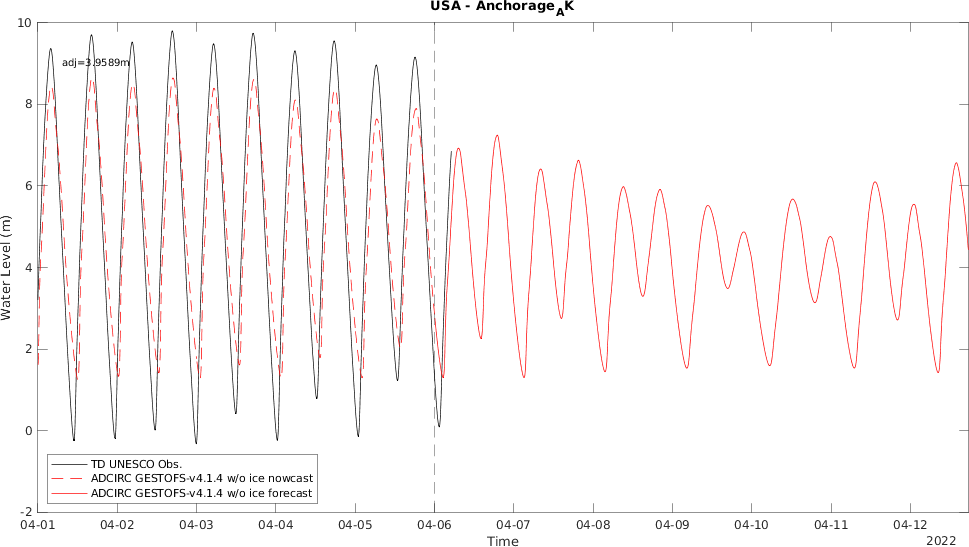 USA - Anchorage_AK
10
adj=3.9589m
8
6
4
2
0
-2
Water Level (m)
TD UNESCO Obs.
ADCIRC GESTOFS-v4.1.4 w/o ice nowcast
ADCIRC GESTOFS-v4.1.4 w/o ice forecast
04-01 04-02 04-03 04-04 04-05 04-06 04-07 04-08 04-09 04-10 04-11 04-12
Time
2022